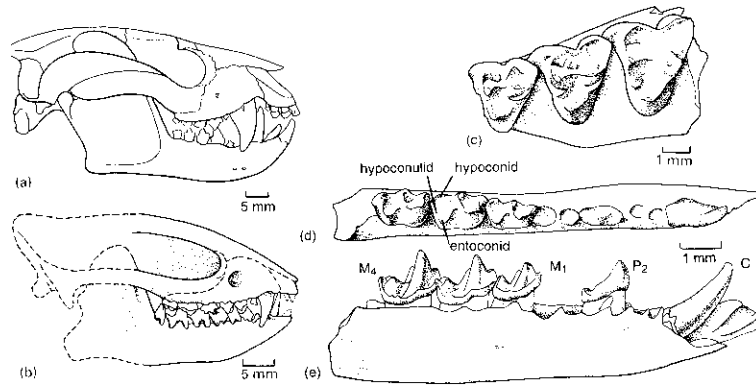 (a)
5 mm
(b)
5 mm
(c)
1 mm
hypoconulid hypoconid
(d)
entoconid
1 mm
M4 M1 P2 C
(e)